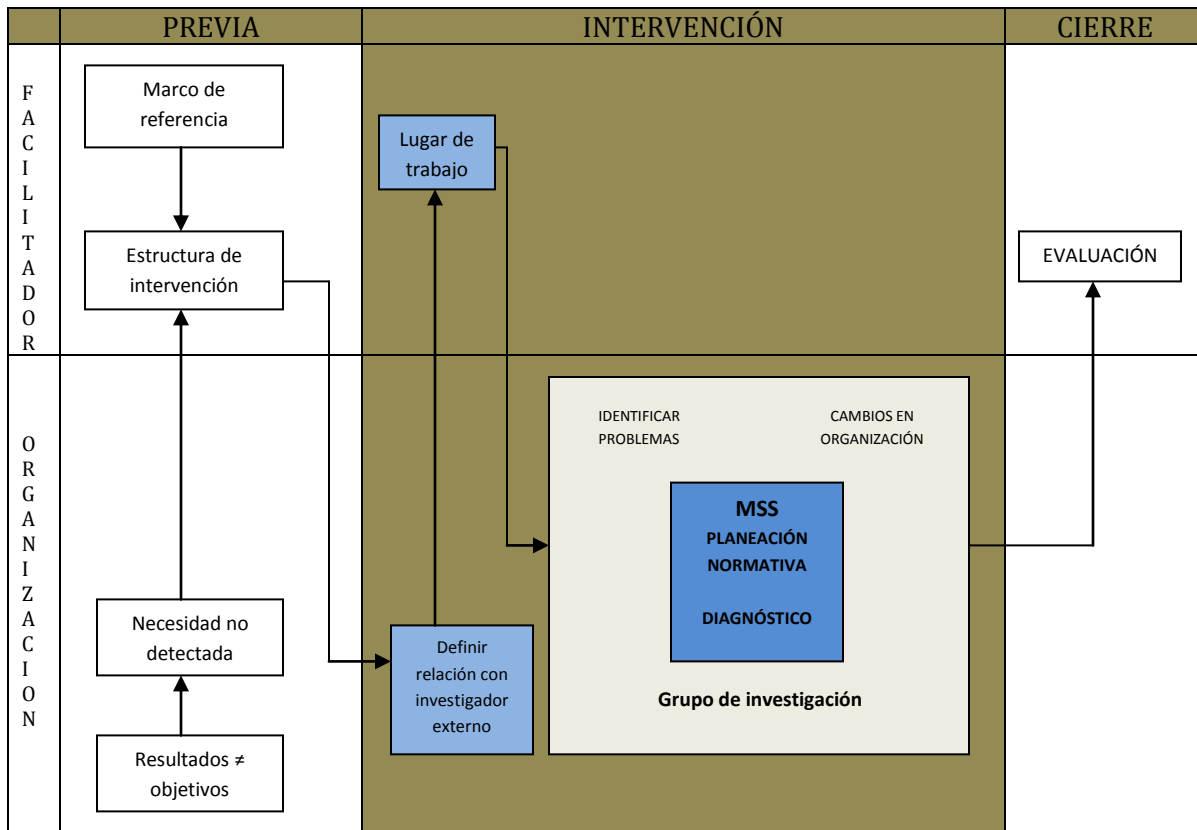 PREVIA
INTERVENCIÓN
CIERRE
F
A
C
I
L
I
T
A
D
O
R
Marco de
referencia
Estructura de
intervención
Lugar de
trabajo
EVALUACIÓN
O
R
G
A
N
I
Z
A
C
I
O
N
Necesidad no
detectada
Resultados ≠
objetivos
Definir
relación con
investigador
externo
IDENTIFICAR
PROBLEMAS
CAMBIOS EN
ORGANIZACIÓN
MSS
PLANEACIÓN
NORMATIVA
DIAGNÓSTICO
Grupo de investigación